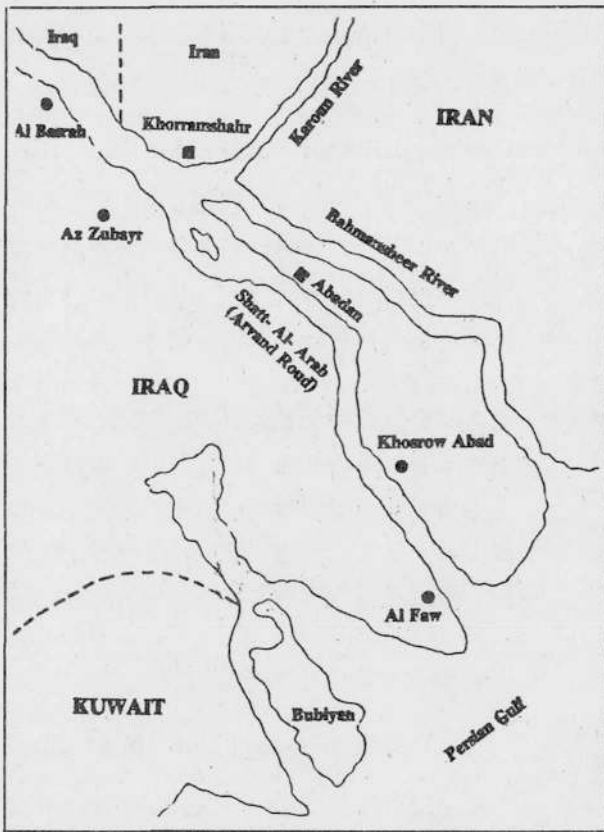 Iraq
Iran
Al Basrah
Khorramshahr
Karoun River
IRAN
Az Zubayr
Bahmansheer River
Abadan
Shatt- Al- Arab
(Arvand Roud)
IRAQ
Khosrow Abad
Al Faw
KUWAIT
Bubiyan
Persian Gulf